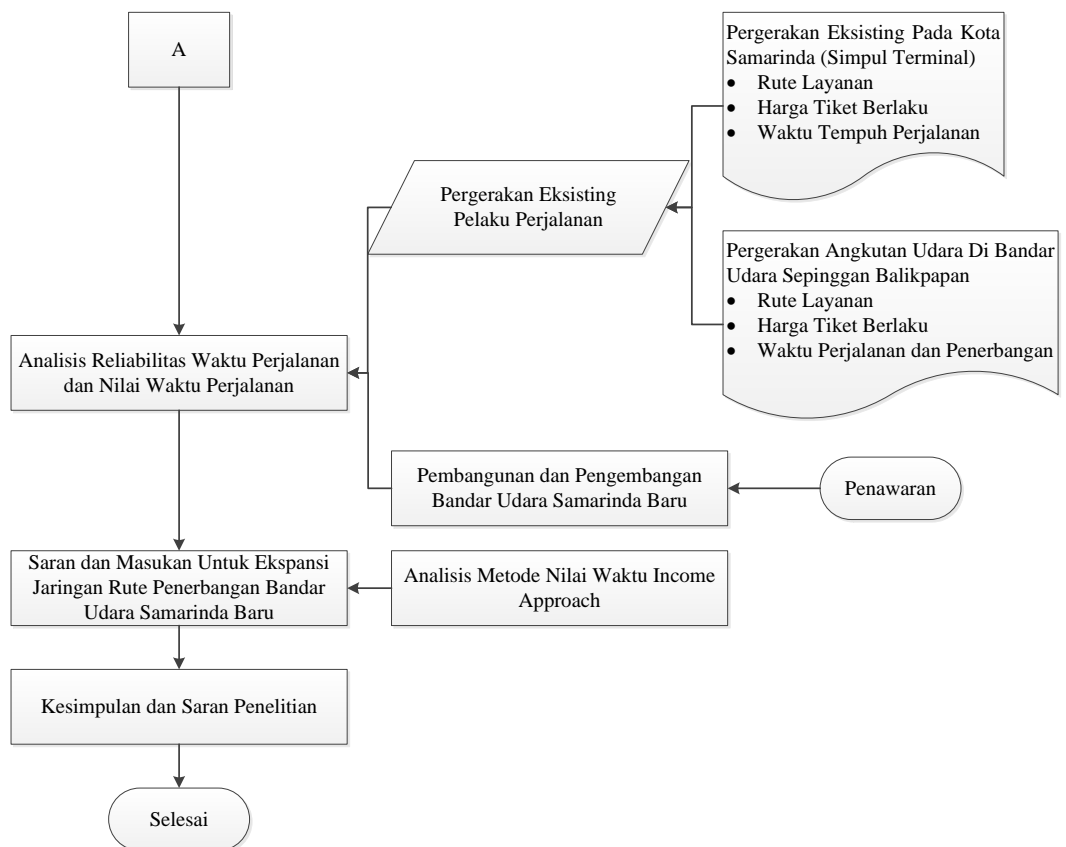 A
Pergerakan Eksisting Pada Kota
Samarinda (Simpul Terminal)
• Rute Layanan
• Harga Tiket Berlaku
• Waktu Tempuh Perjalanan
Pergerakan Eksisting
Pelaku Perjalanan
Pergerakan Angkutan Udara Di Bandar
Udara Sepinggan Balikpapan
• Rute Layanan
• Harga Tiket Berlaku
• Waktu Perjalanan dan Penerbangan
Analisis Reliabilitas Waktu Perjalanan
dan Nilai Waktu Perjalanan
Pembangunan dan Pengembangan
Bandar Udara Samarinda Baru
Penawaran
Saran dan Masukan Untuk Ekspansi
Jaringan Rute Penerbangan Bandar
Udara Samarinda Baru
Analisis Metode Nilai Waktu Income
Approach
Kesimpulan dan Saran Penelitian
Selesai